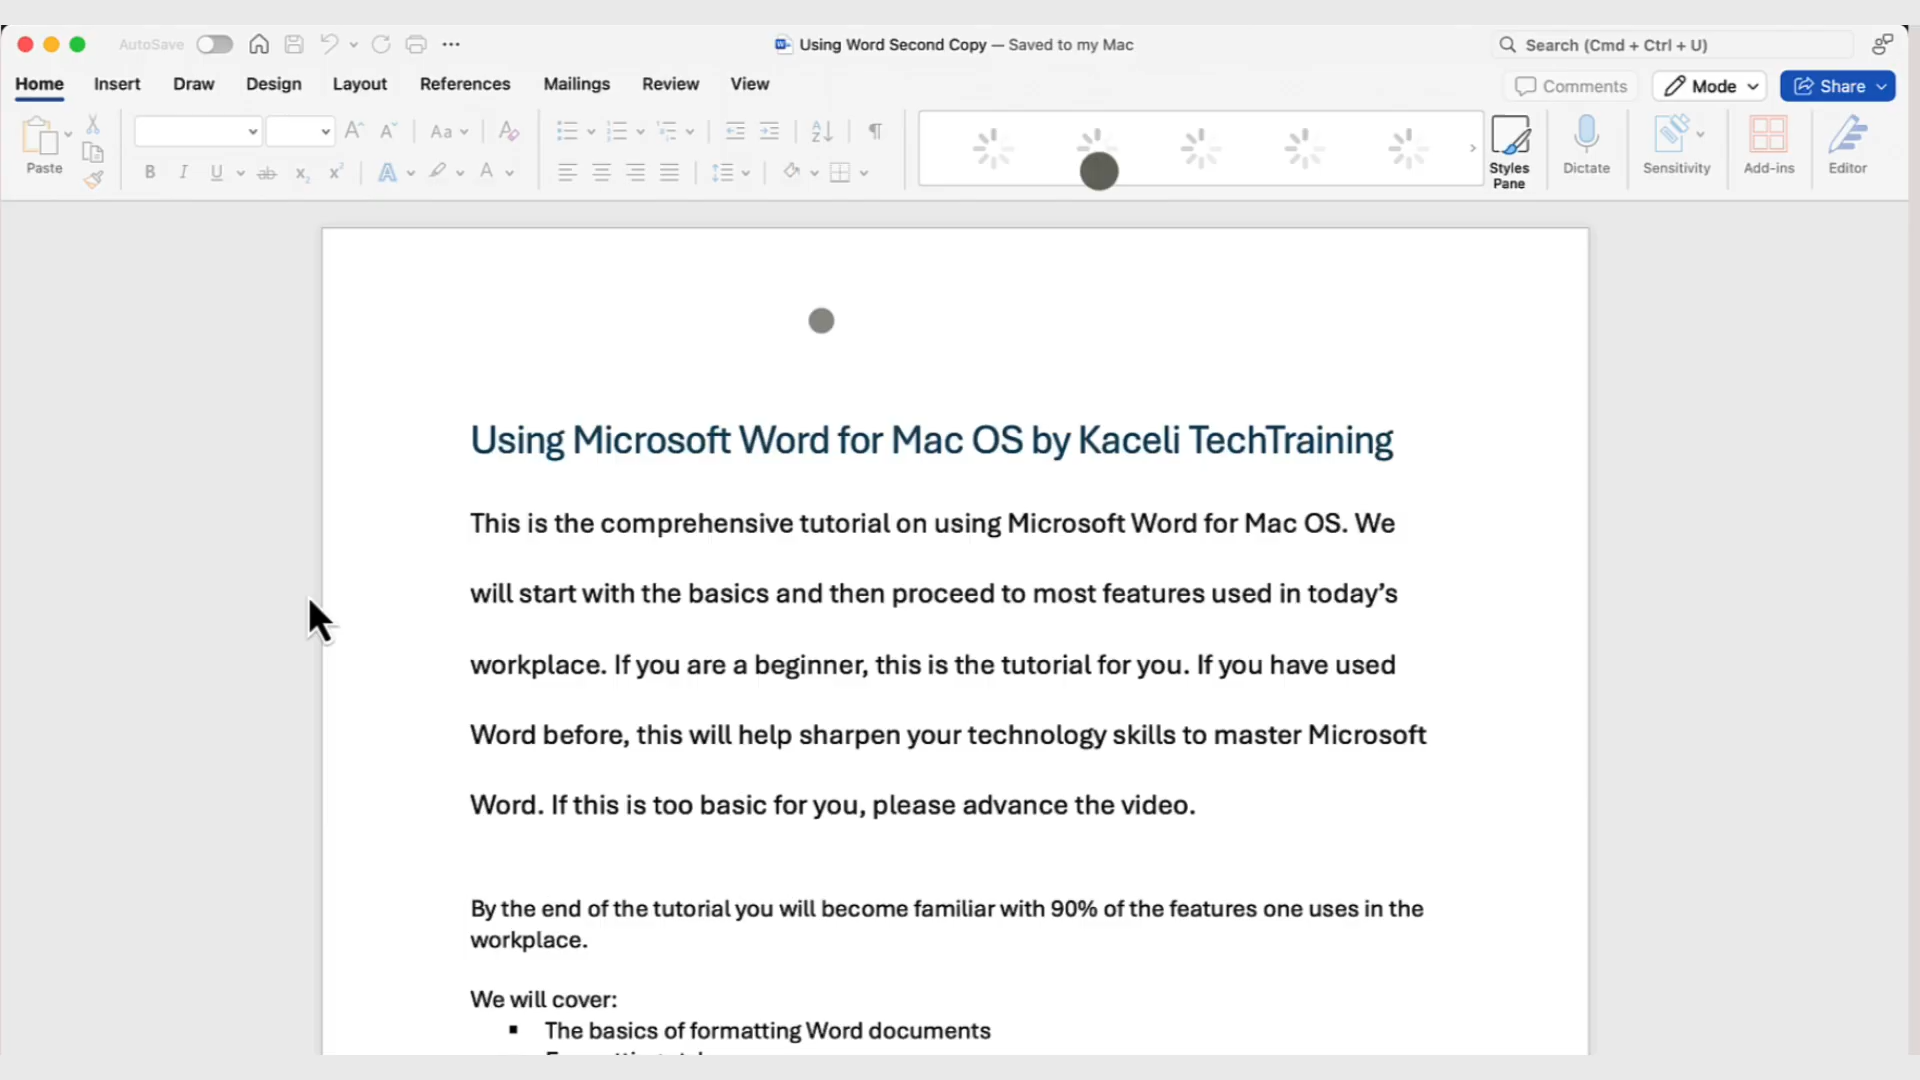 AutoSave
Using Word Second Copy — Saved to my Mac
Search (Cmd + Ctrl + U)
Home Insert Draw Design Layout References Mailings Review View
Comments Mode Share
Paste
Styles Pane
Dictate
Sensitivity
Add-ins
Editor
Using Microsoft Word for Mac OS by Kaceli TechTraining
This is the comprehensive tutorial on using Microsoft Word for Mac OS. We
will start with the basics and then proceed to most features used in today’s
workplace. If you are a beginner, this is the tutorial for you. If you have used
Word before, this will help sharpen your technology skills to master Microsoft
Word. If this is too basic for you, please advance the video.
By the end of the tutorial you will become familiar with 90% of the features one uses in the
workplace.
We will cover:
▪ The basics of formatting Word documents